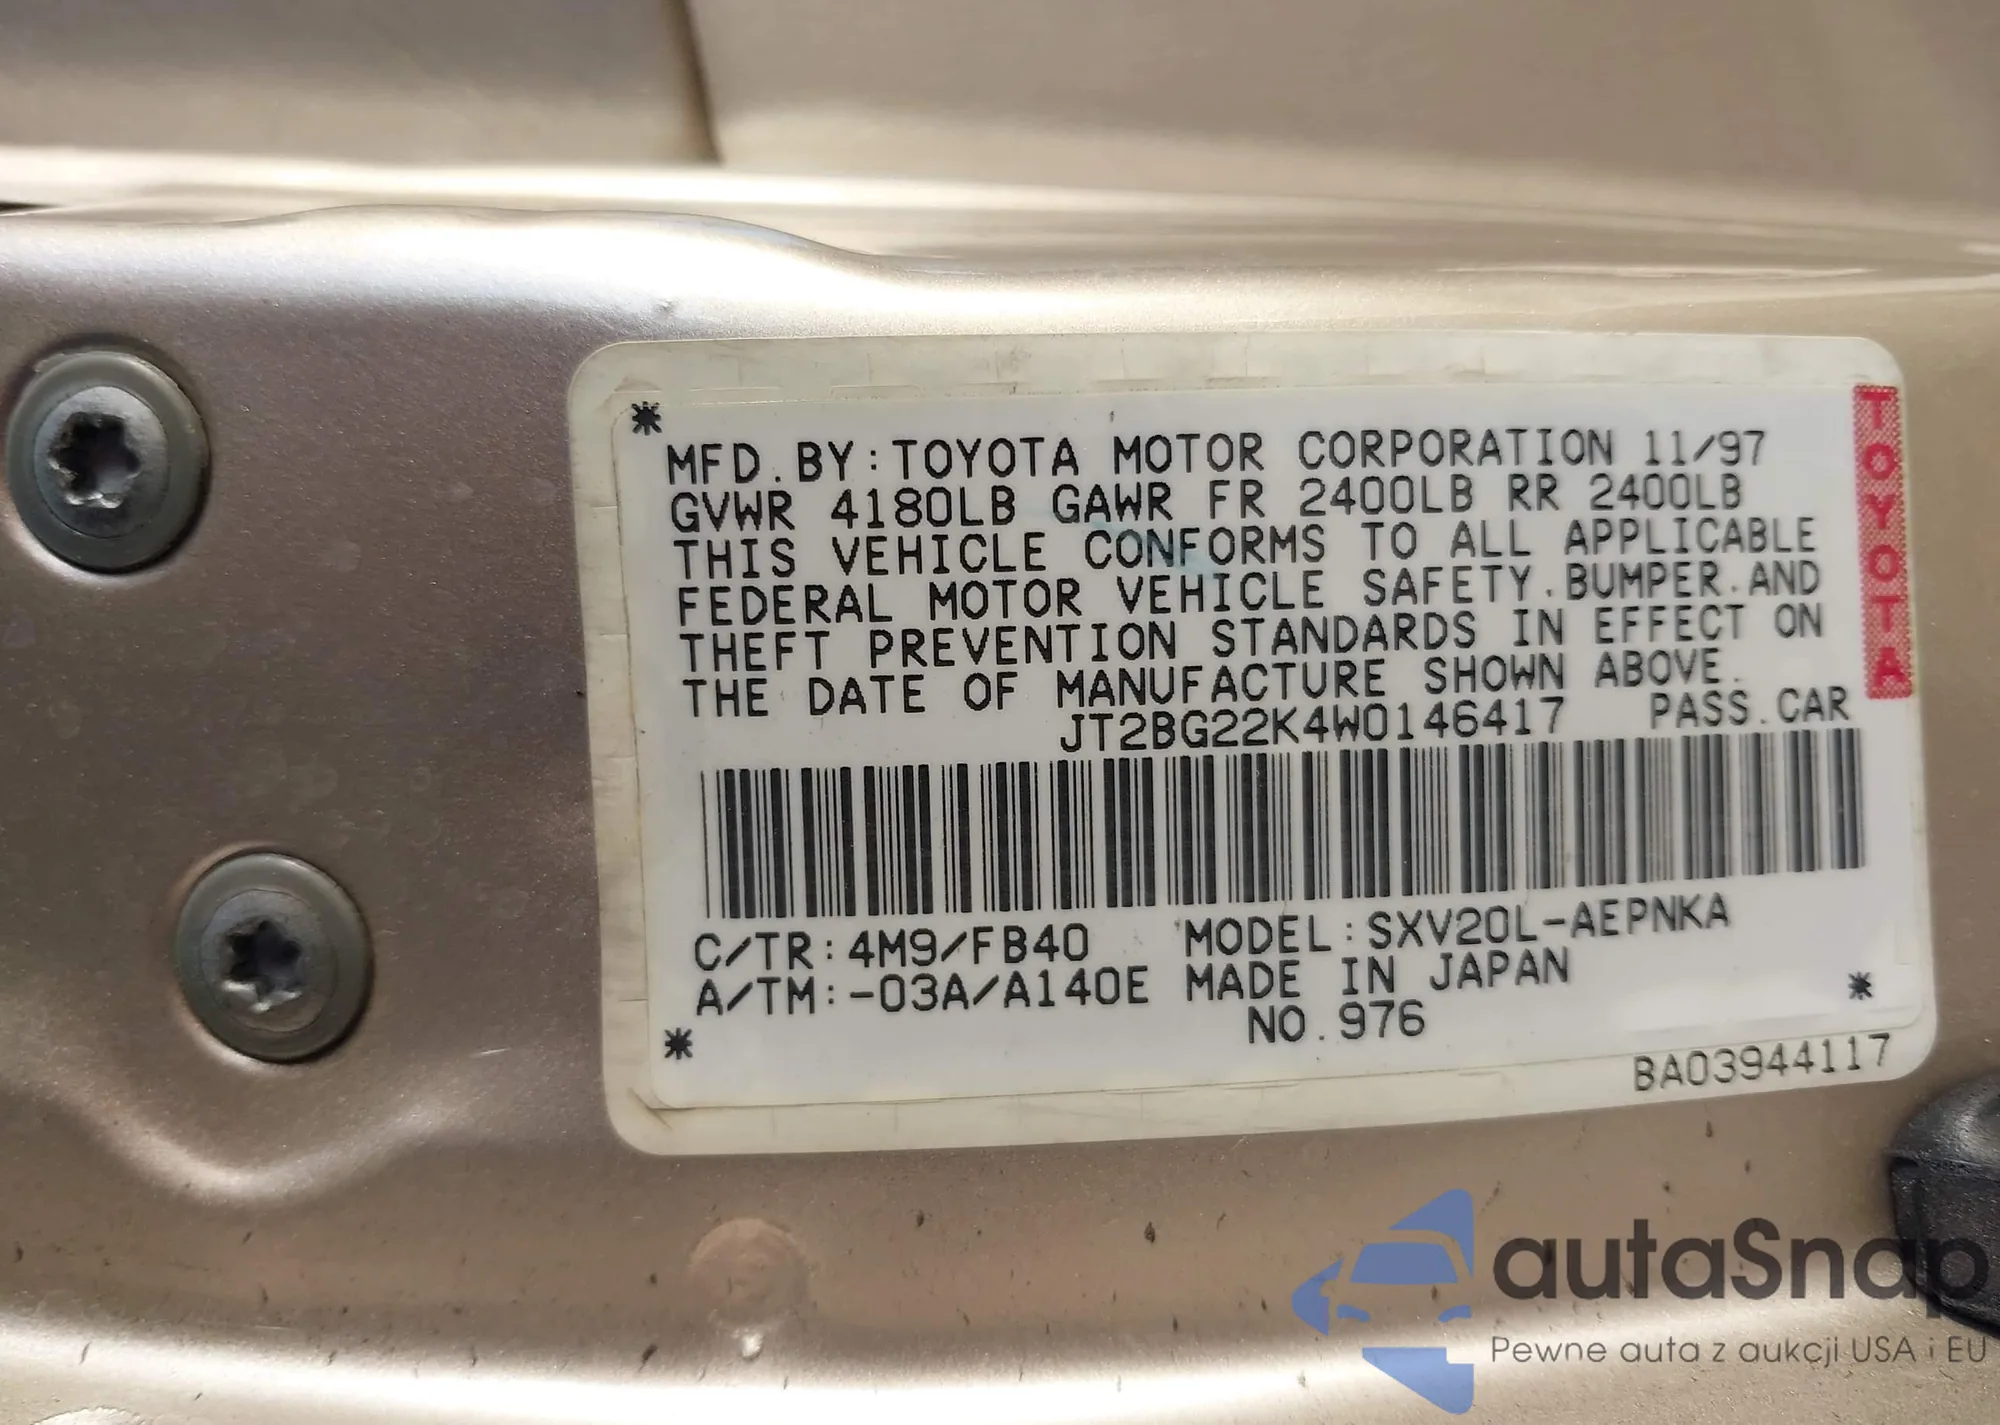 MFD.BY:TOYOTA MOTOR CORPORATION 11/97
GVWR 4180LB GAWR FR 2400LB RR 2400LB
THIS VEHICLE CONFORMS TO ALL APPLICABLE
FEDERAL MOTOR VEHICLE SAFETY.BUMPER.AND
THEFT PREVENTION STANDARDS IN EFFECT ON
THE DATE OF MANUFACTURE SHOWN ABOVE.
JT2BG22K4W0146417 PASS.CAR
C/TR:4M9/FB40 MODEL:SXV20L-AEPNKA
A/TM:-03A/A140E MADE IN JAPAN
NO.976
BA03944117
TOYOTA
autaSnap
Pewne auta z aukcji USA i EU